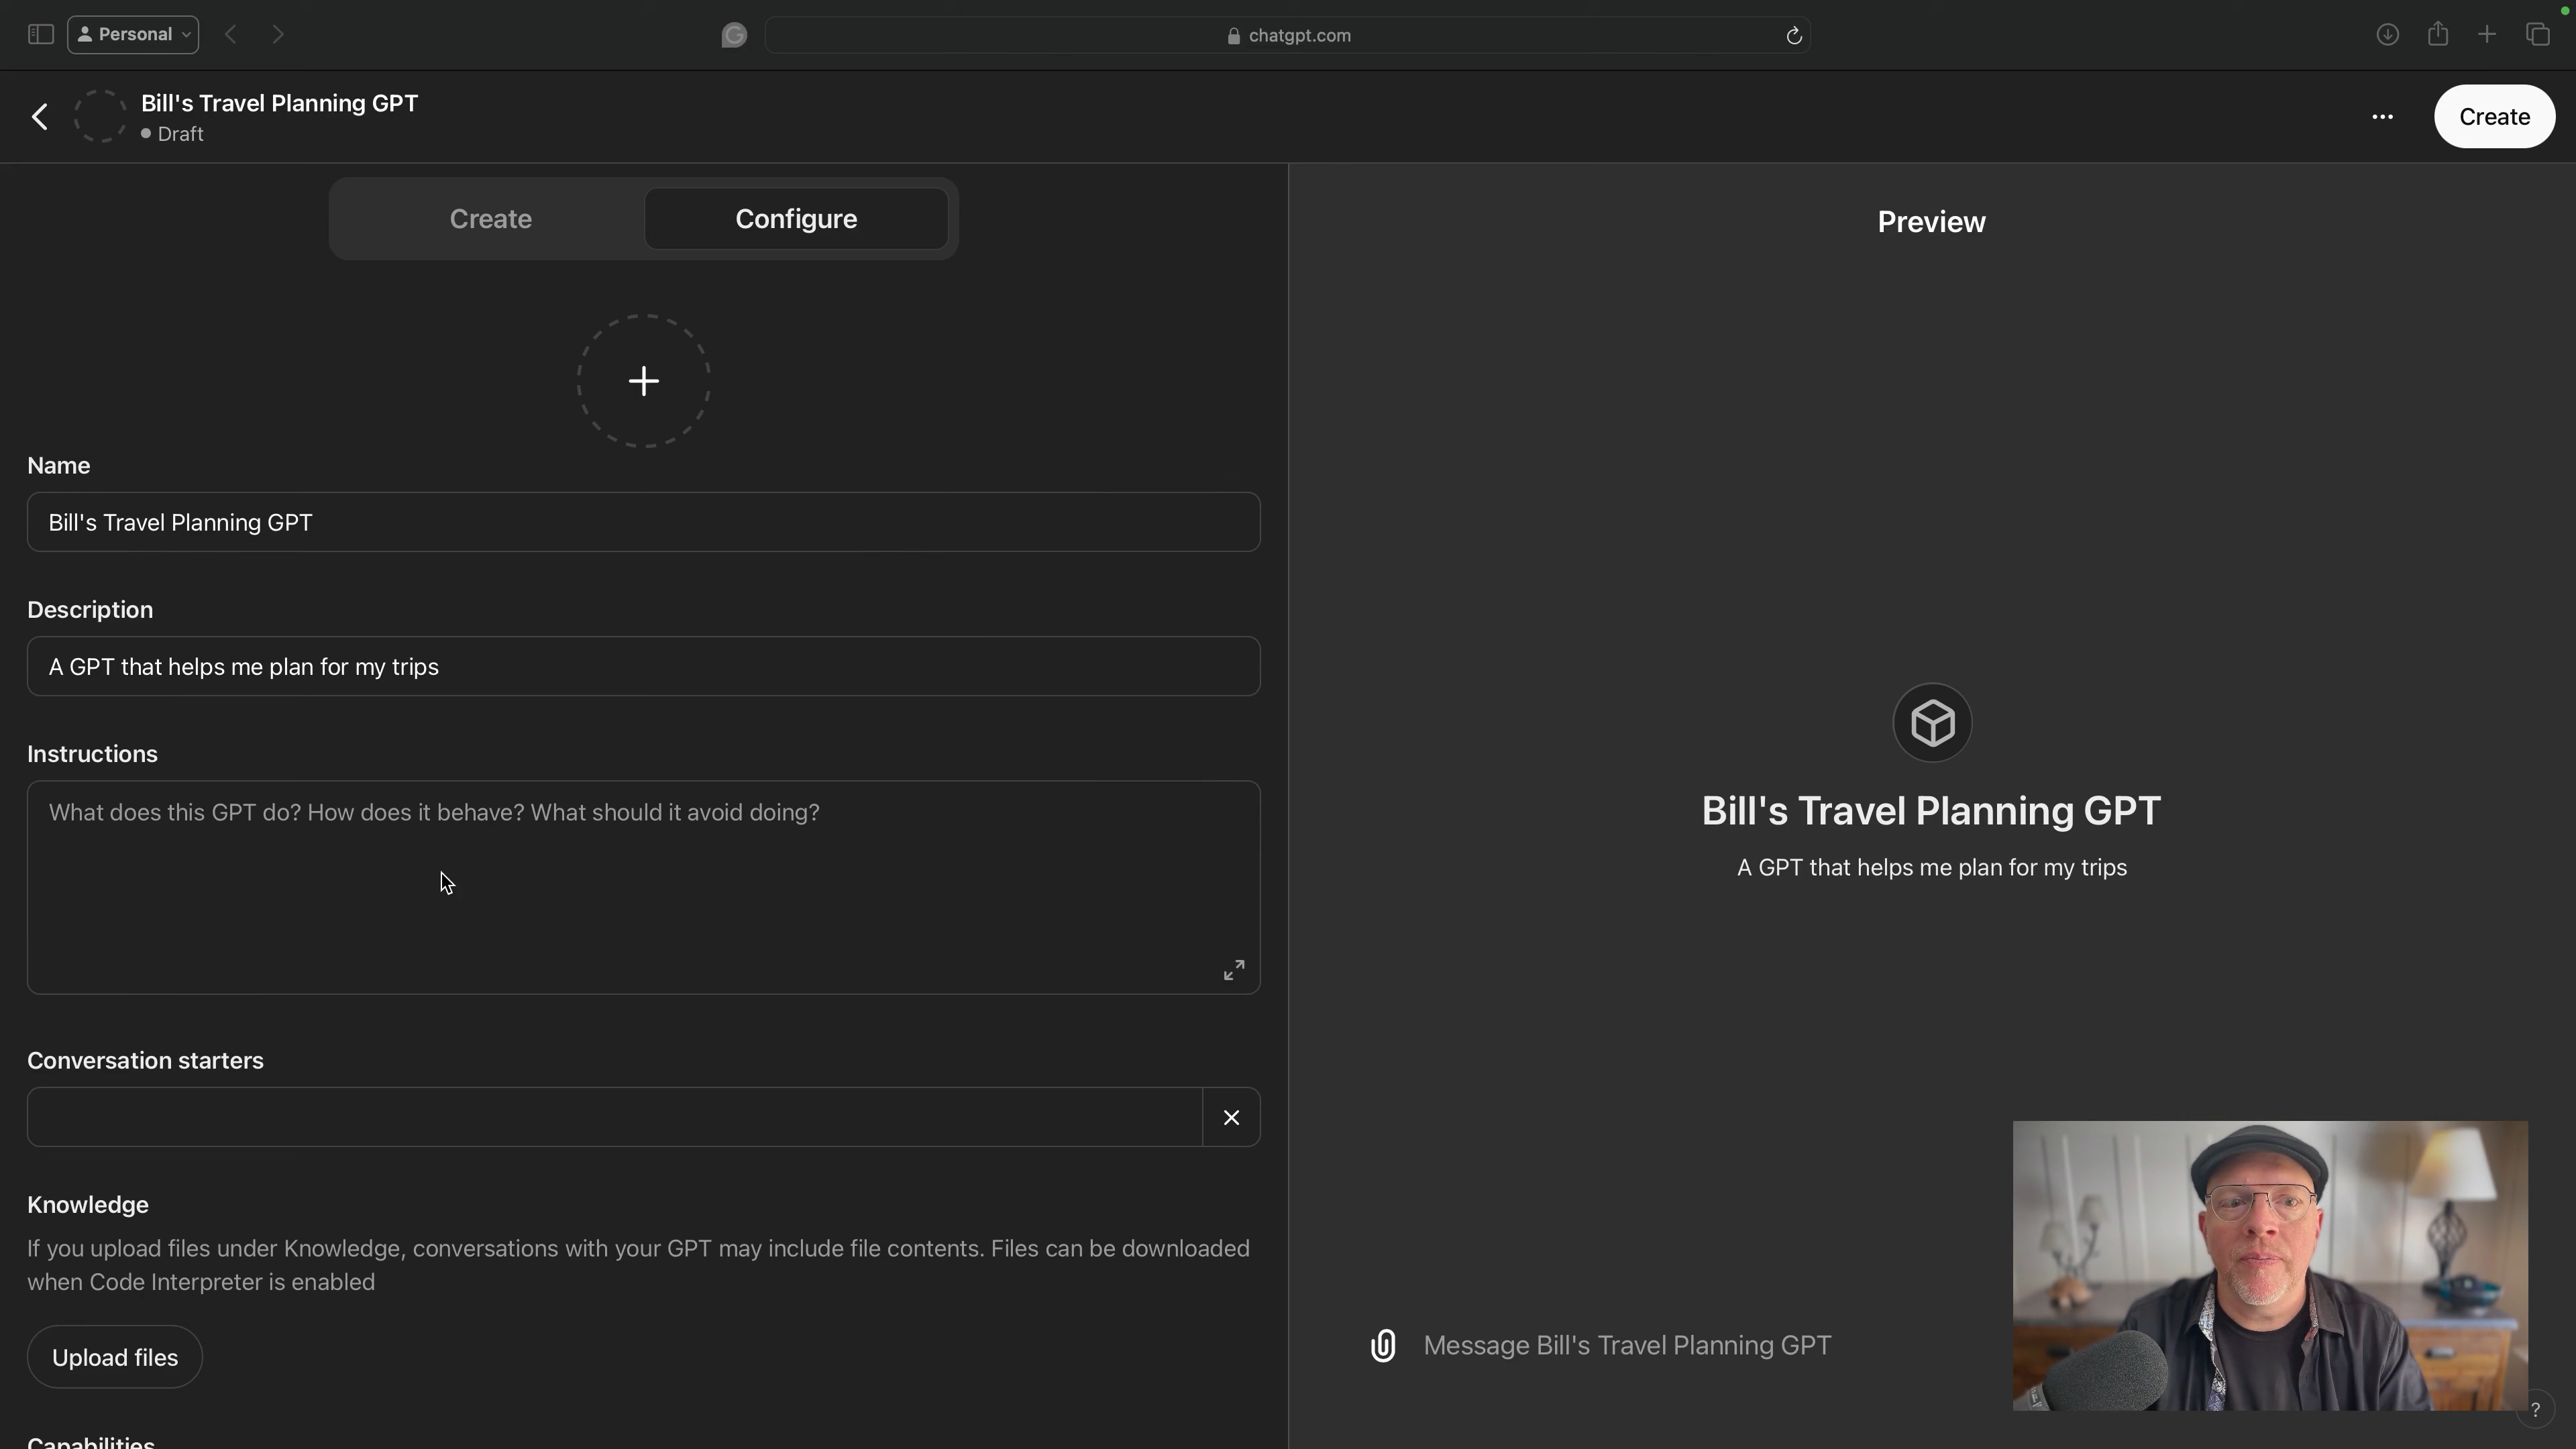 Personal
chatgpt.com
Bill's Travel Planning GPT
Draft
Create
Create
Configure
Preview
Name
Bill's Travel Planning GPT
Description
A GPT that helps me plan for my trips
Instructions
What does this GPT do? How does it behave? What should it avoid doing?
Bill's Travel Planning GPT
A GPT that helps me plan for my trips
Conversation starters
Knowledge
If you upload files under Knowledge, conversations with your GPT may include file contents. Files can be downloaded
when Code Interpreter is enabled
Upload files
Message Bill's Travel Planning GPT
?
Capabilities